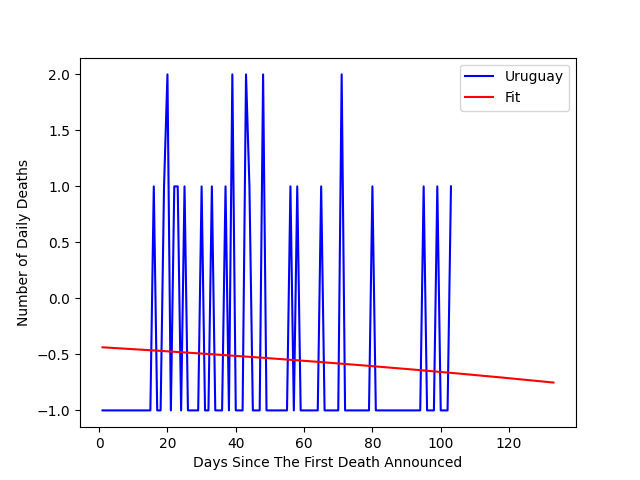 Uruguay
Fit
2.0
1.5
1.0
0.5
0.0
−0.5
−1.0
Number of Daily Deaths
0 20 40 60 80 100 120
Days Since The First Death Announced